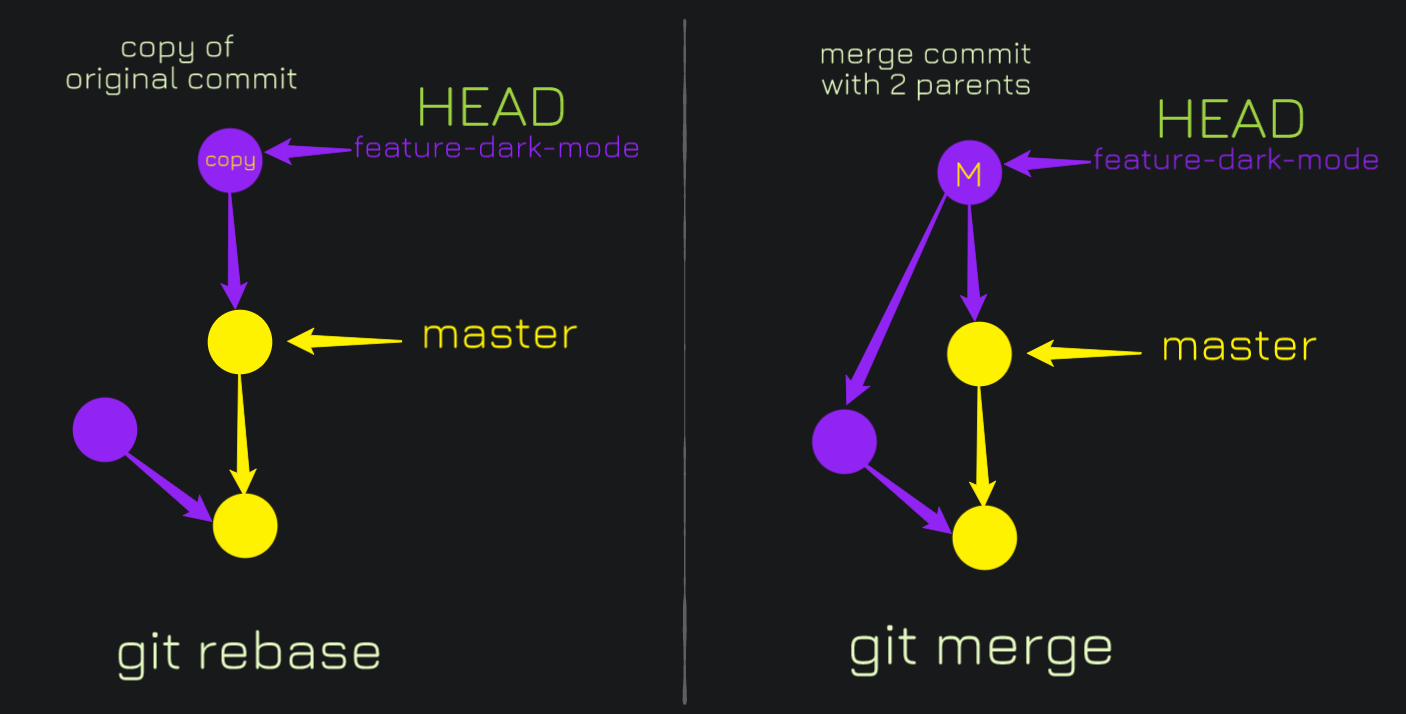 copy of
original commit
HEAD
feature-dark-mode
copy
master
git rebase
merge commit
with 2 parents
HEAD
feature-dark-mode
M
master
git merge